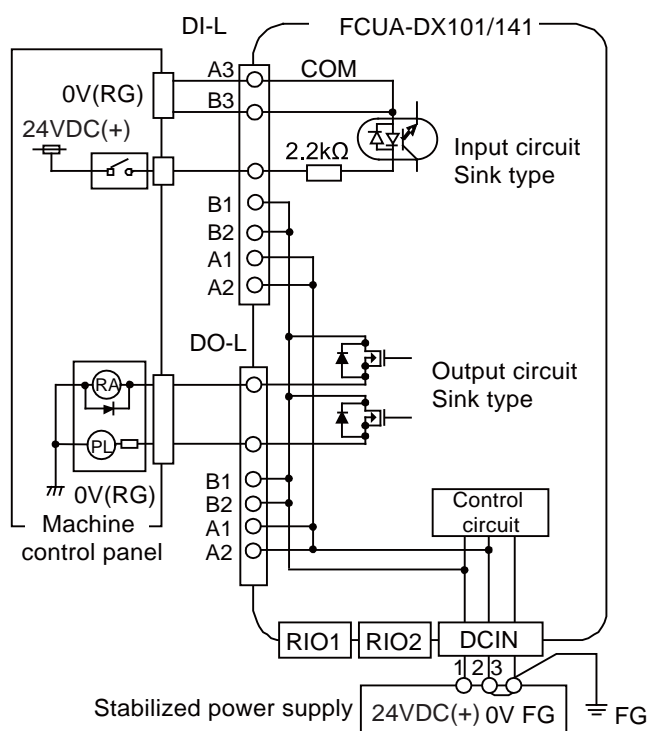 DI-L
FCUA-DX101/141
A3
COM
0V(RG)
B3
24VDC(+)
2.2kΩ
Input circuit
Sink type
B1
B2
A1
A2
DO-L
RA
Output circuit
Sink type
PL
B1
0V(RG)
B2
Control
circuit
A1
Machine
control panel
A2
RIO1
RIO2
DCIN
1 2 3
Stabilized power supply
24VDC(+) 0V FG
FG